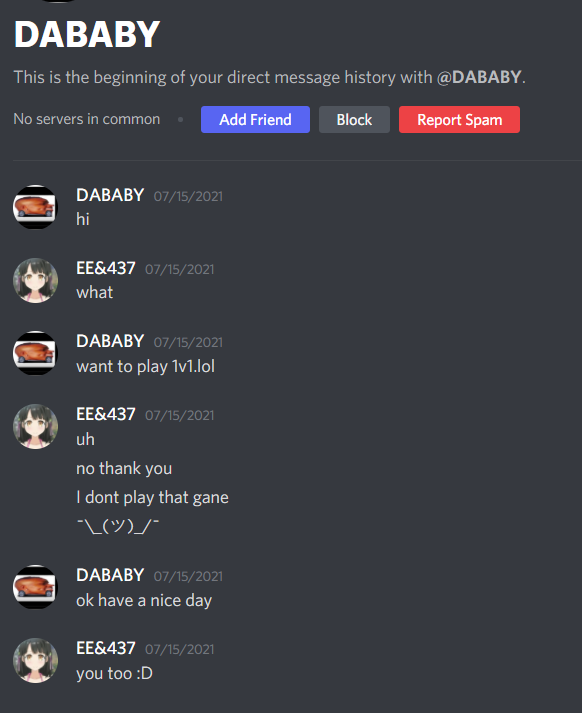 DABABY
This is the beginning of your direct message history with @DABABY.
No servers in common • Add Friend Block Report Spam
DABABY 07/15/2021
hi
EE&437 07/15/2021
what
DABABY 07/15/2021
want to play 1v1.lol
EE&437 07/15/2021
uh
no thank you
I dont play that gane
¯\_(ツ)_/¯
DABABY 07/15/2021
ok have a nice day
EE&437 07/15/2021
you too :D